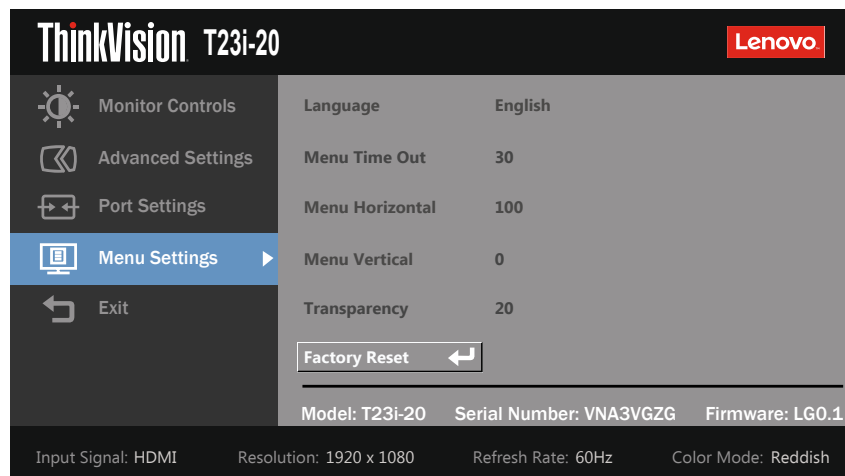 ThinkVision T23i-20 Lenovo
Monitor Controls
Advanced Settings
Port Settings
Menu Settings
Exit
Language English
Menu Time Out 30
Menu Horizontal 100
Menu Vertical 0
Transparency 20
Factory Reset
Model: T23i-20 Serial Number: VNA3VGZG Firmware: LG0.1
Input Signal: HDMI Resolution: 1920 x 1080 Refresh Rate: 60Hz Color Mode: Reddish